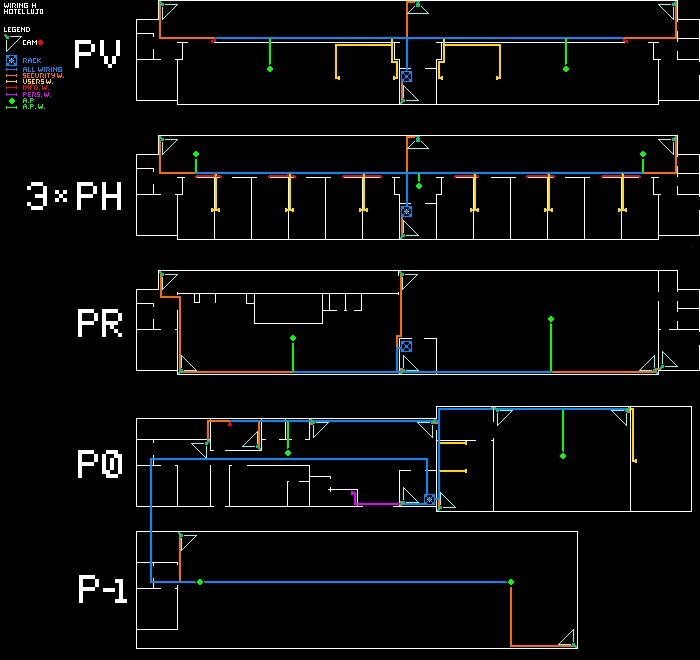 WIRING H
HOTEL LUJO
LEGEND
CAM
RACK
ALL WIRING
SECURITY W.
USERS W.
INFO. W.
PERS. W.
A.P
A.P. W.
PV
3×PH
PR
P0
P-1